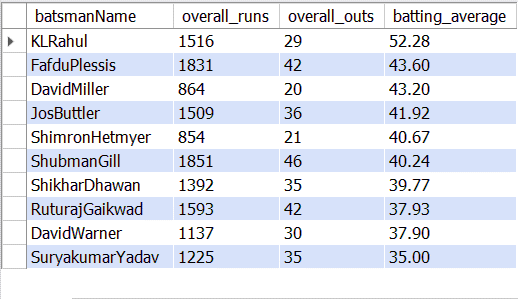 batsmanName overall_runs overall_outs batting_average
KLRahul 1516 29 52.28
FafduPlessis 1831 42 43.60
DavidMiller 864 20 43.20
JosButtler 1509 36 41.92
ShimronHetmyer 854 21 40.67
ShubmanGill 1851 46 40.24
ShikharDhawan 1392 35 39.77
RuturajGaikwad 1593 42 37.93
DavidWarner 1137 30 37.90
SuryakumarYadav 1225 35 35.00